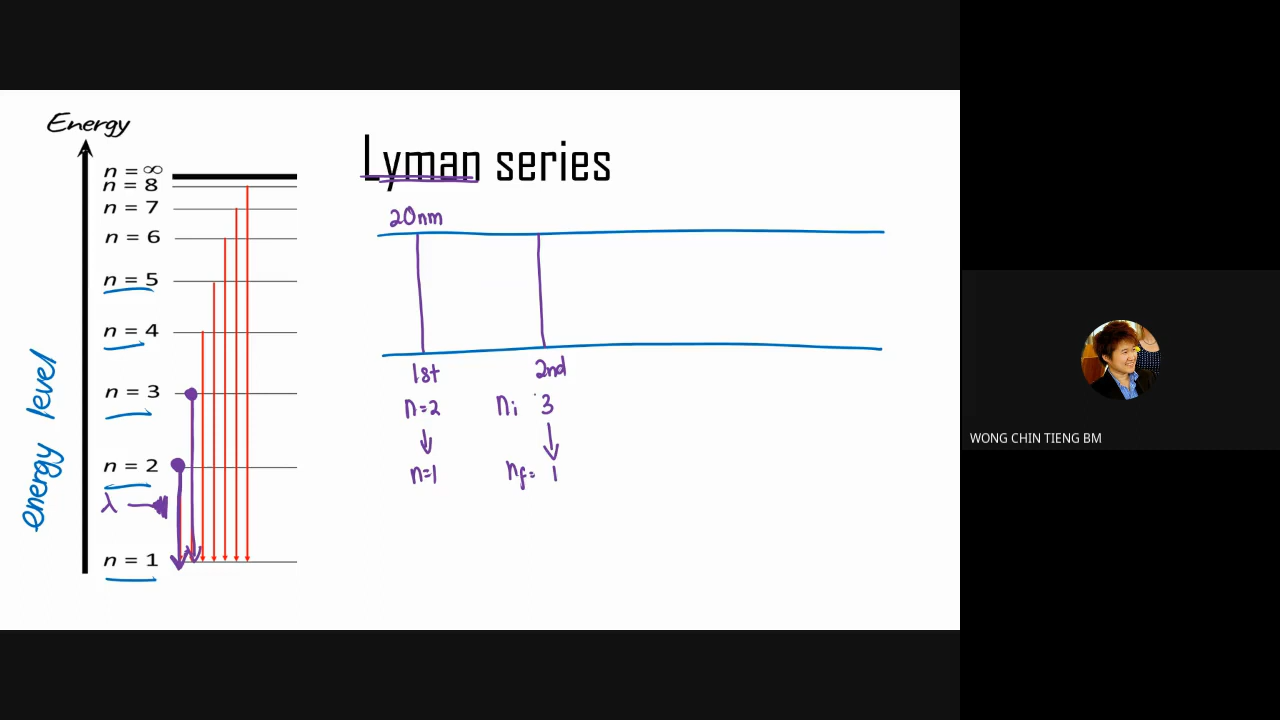 Energy
n = ∞
n = 8
n = 7
n = 6
n = 5
n = 4
n = 3
n = 2
λ
n = 1
energy level
Lyman series
20nm
1st
n=2
n=1
2nd
ni 3
nf= 1
WONG CHIN TIENG BM